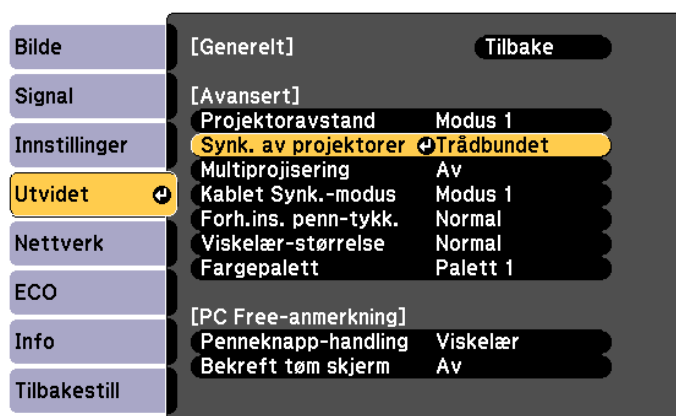 Bilde
Signal
Innstillinger
Utvidet
Nettverk
ECO
Info
Tilbakestill
[Generelt] Tilbake
[Avansert]
Projektoravstand Modus 1
Synk. av projektorer Trådbundet
Multiprojisering Av
Kablet Synk.-modus Modus 1
Forh.ins. penn-tykk. Normal
Viskelær-størrelse Normal
Fargepalett Palett 1
[PC Free-anmerkning]
Penneknapp-handling Viskelær
Bekreft tøm skjerm Av